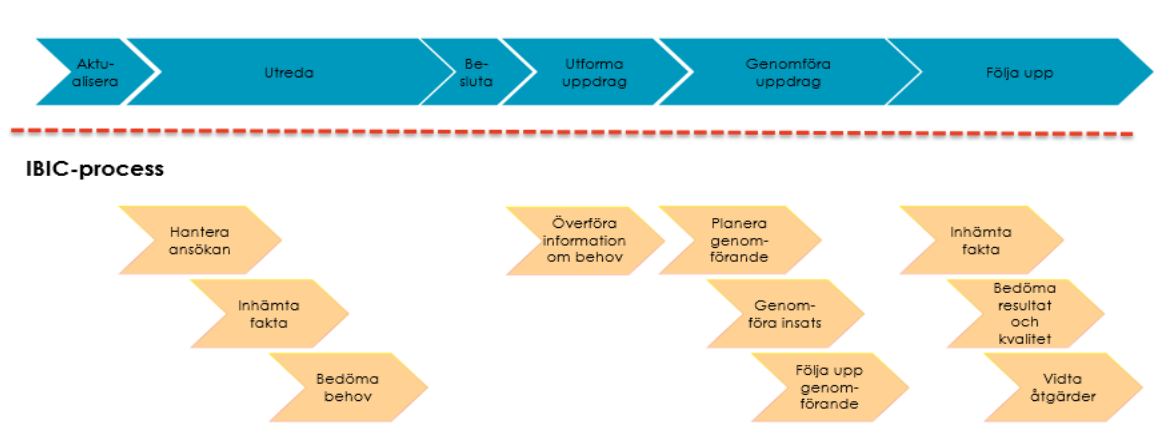 Aktu-
alisera
Utreda
Be-
sluta
Utforma
uppdrag
Genomföra
uppdrag
Följa upp
IBIC-process
Hantera
ansökan
Inhämta
fakta
Bedöma
behov
Överföra
information
om behov
Planera
genom-
förande
Genom-
föra insats
Följa upp
genom-
förande
Inhämta
fakta
Bedöma
resultat
och
kvalitet
Vidta
åtgärder